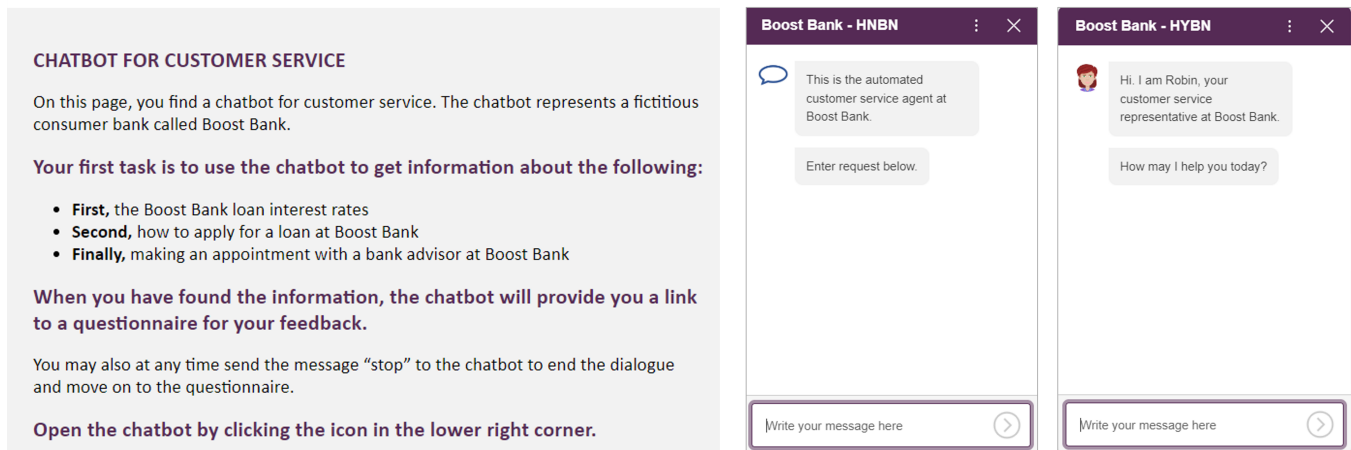 CHATBOT FOR CUSTOMER SERVICE
On this page, you find a chatbot for customer service. The chatbot represents a fictitious
consumer bank called Boost Bank.
Your first task is to use the chatbot to get information about the following:
• First, the Boost Bank loan interest rates
• Second, how to apply for a loan at Boost Bank
• Finally, making an appointment with a bank advisor at Boost Bank
When you have found the information, the chatbot will provide you a link
to a questionnaire for your feedback.
You may also at any time send the message “stop” to the chatbot to end the dialogue
and move on to the questionnaire.
Open the chatbot by clicking the icon in the lower right corner.
Boost Bank - HNBN
This is the automated
customer service agent at
Boost Bank.
Enter request below.
Write your message here
Boost Bank - HYBN
Hi. I am Robin, your
customer service
representative at Boost Bank.
How may I help you today?
Write your message here